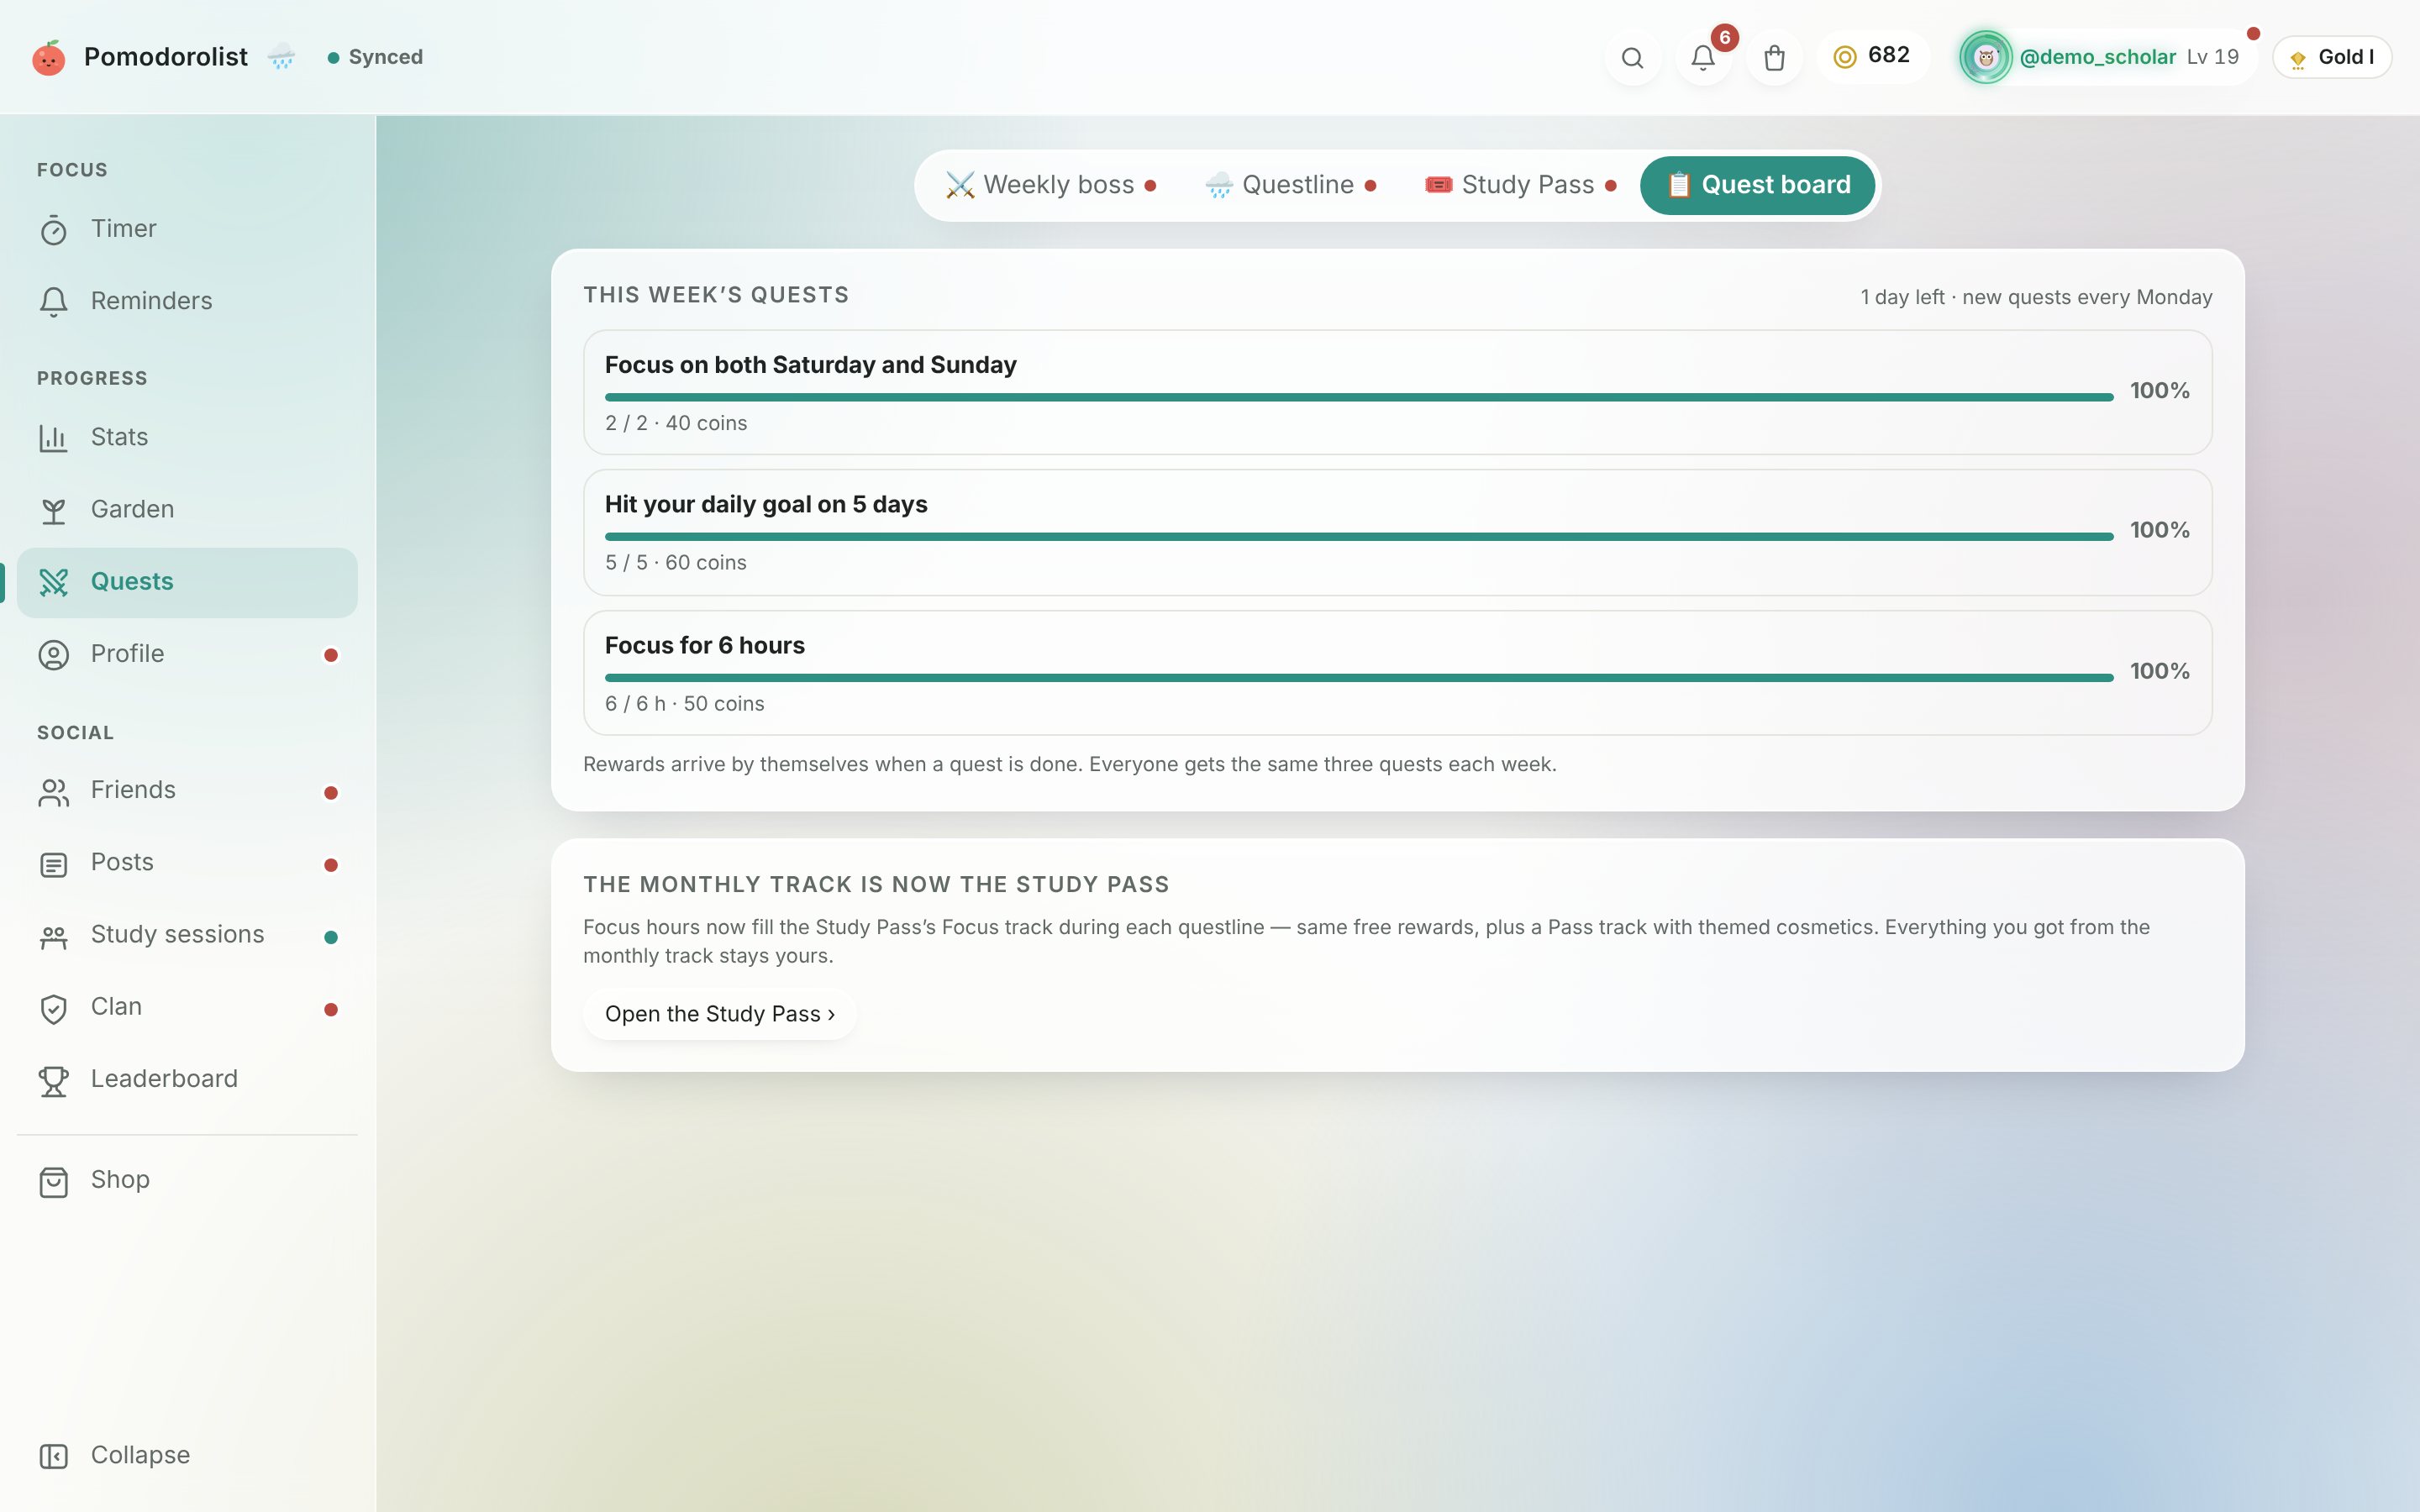 Pomodorolist
Synced
6
682
@demo_scholar Lv 19
Gold I
FOCUS
Timer
Reminders
PROGRESS
Stats
Garden
Quests
Profile
SOCIAL
Friends
Posts
Study sessions
Clan
Leaderboard
Shop
Collapse
Weekly boss
Questline
Study Pass
Quest board
THIS WEEK’S QUESTS
1 day left · new quests every Monday
Focus on both Saturday and Sunday
100%
2 / 2 · 40 coins
Hit your daily goal on 5 days
100%
5 / 5 · 60 coins
Focus for 6 hours
100%
6 / 6 h · 50 coins
Rewards arrive by themselves when a quest is done. Everyone gets the same three quests each week.
THE MONTHLY TRACK IS NOW THE STUDY PASS
Focus hours now fill the Study Pass’s Focus track during each questline — same free rewards, plus a Pass track with themed cosmetics. Everything you got from the
monthly track stays yours.
Open the Study Pass ›